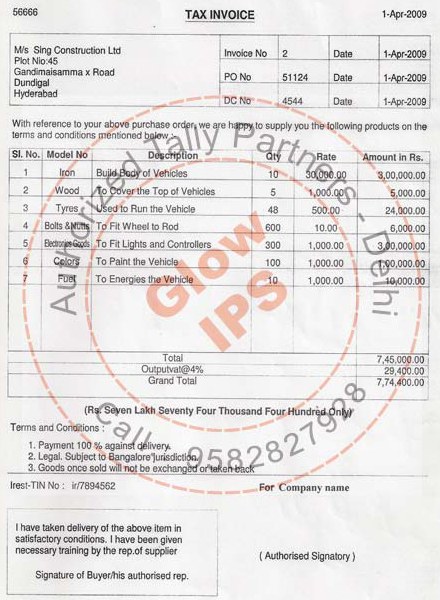 56666 TAX INVOICE 1-Apr-2009
M/s Sing Construction Ltd
Plot Nio:45
Gandimaisamma x Road
Dundigal
Hyderabad
Invoice No 2 Date 1-Apr-2009
PO No 51124 Date 1-Apr-2009
DC No 4544 Date 1-Apr-2009
With reference to your above purchase order, we are happy to supply you the following products on the
terms and conditions mentioned below :-
Sl. No. Model No Description Qty Rate Amount in Rs.
1 Iron Build Body of Vehicles 10 30,000.00 3,00,000.00
2 Wood To Cover the Top of Vehicles 5 1,000.00 5,000.00
3 Tyres Used to Run the Vehicle 48 500.00 24,000.00
4 Bolts & Nutts To Fit Wheel to Rod 600 10.00 6,000.00
5 Electronics Goods To Fit Lights and Controllers 300 1,000.00 3,00,000.00
6 Colors To Paint the Vehicle 100 1,000.00 1,00,000.00
7 Fuel To Energies the Vehicle 10 1,000.00 10,000.00
Total 7,45,000.00
Outputvat@4% 29,400.00
Grand Total 7,74,400.00
(Rs. Seven Lakh Seventy Four Thousand Four Hundred Only)
Terms and Conditions :
1. Payment 100 % against delivery.
2. Legal. Subject to Bangalore jurisdiction.
3. Goods once sold will not be exchanged or taken back
Irest-TIN No : ir/7894562 For Company name
I have taken delivery of the above item in
satisfactory conditions. I have been given
necessary training by the rep.of supplier
Signature of Buyer/his authorised rep.
( Authorised Signatory )
Authorized Tally Partners - Delhi
Glow
IPS
Call - 9582827928